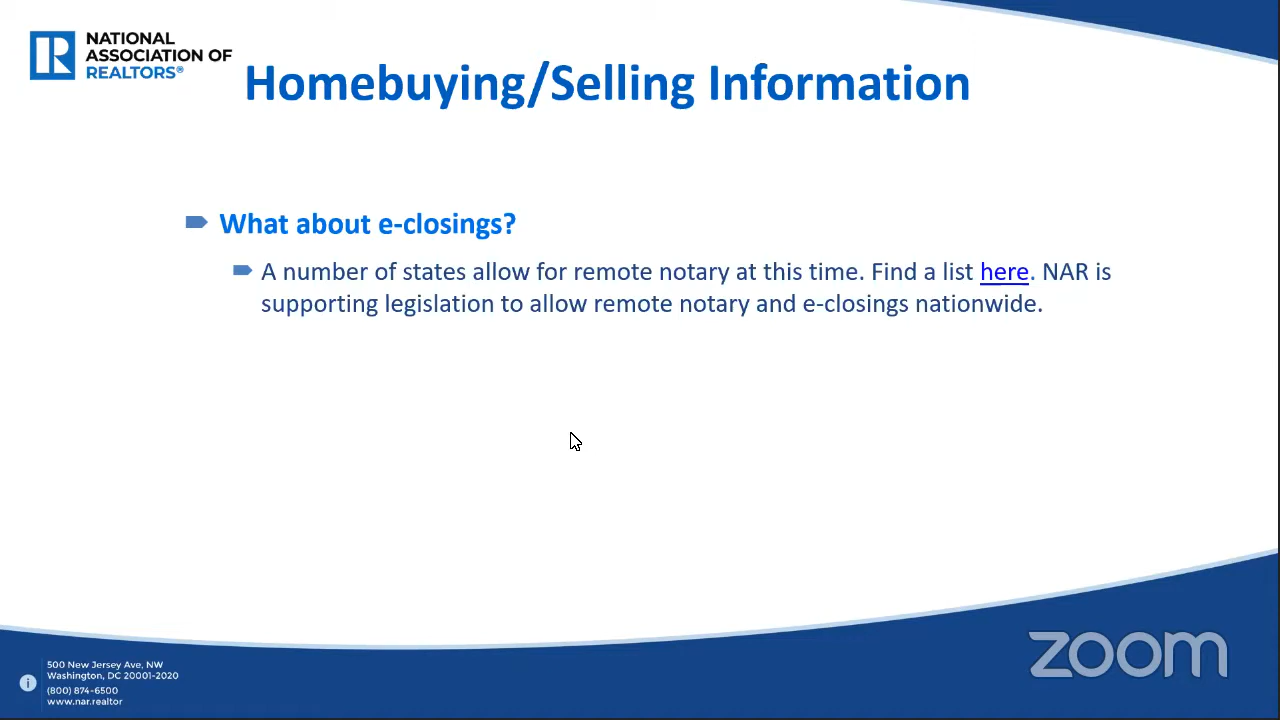 NATIONAL
ASSOCIATION OF
REALTORS®
Homebuying/Selling Information
What about e-closings?
A number of states allow for remote notary at this time. Find a list here. NAR is
supporting legislation to allow remote notary and e-closings nationwide.
500 New Jersey Ave, NW
Washington, DC 20001-2020
(800) 874-6500
www.nar.realtor
zoom